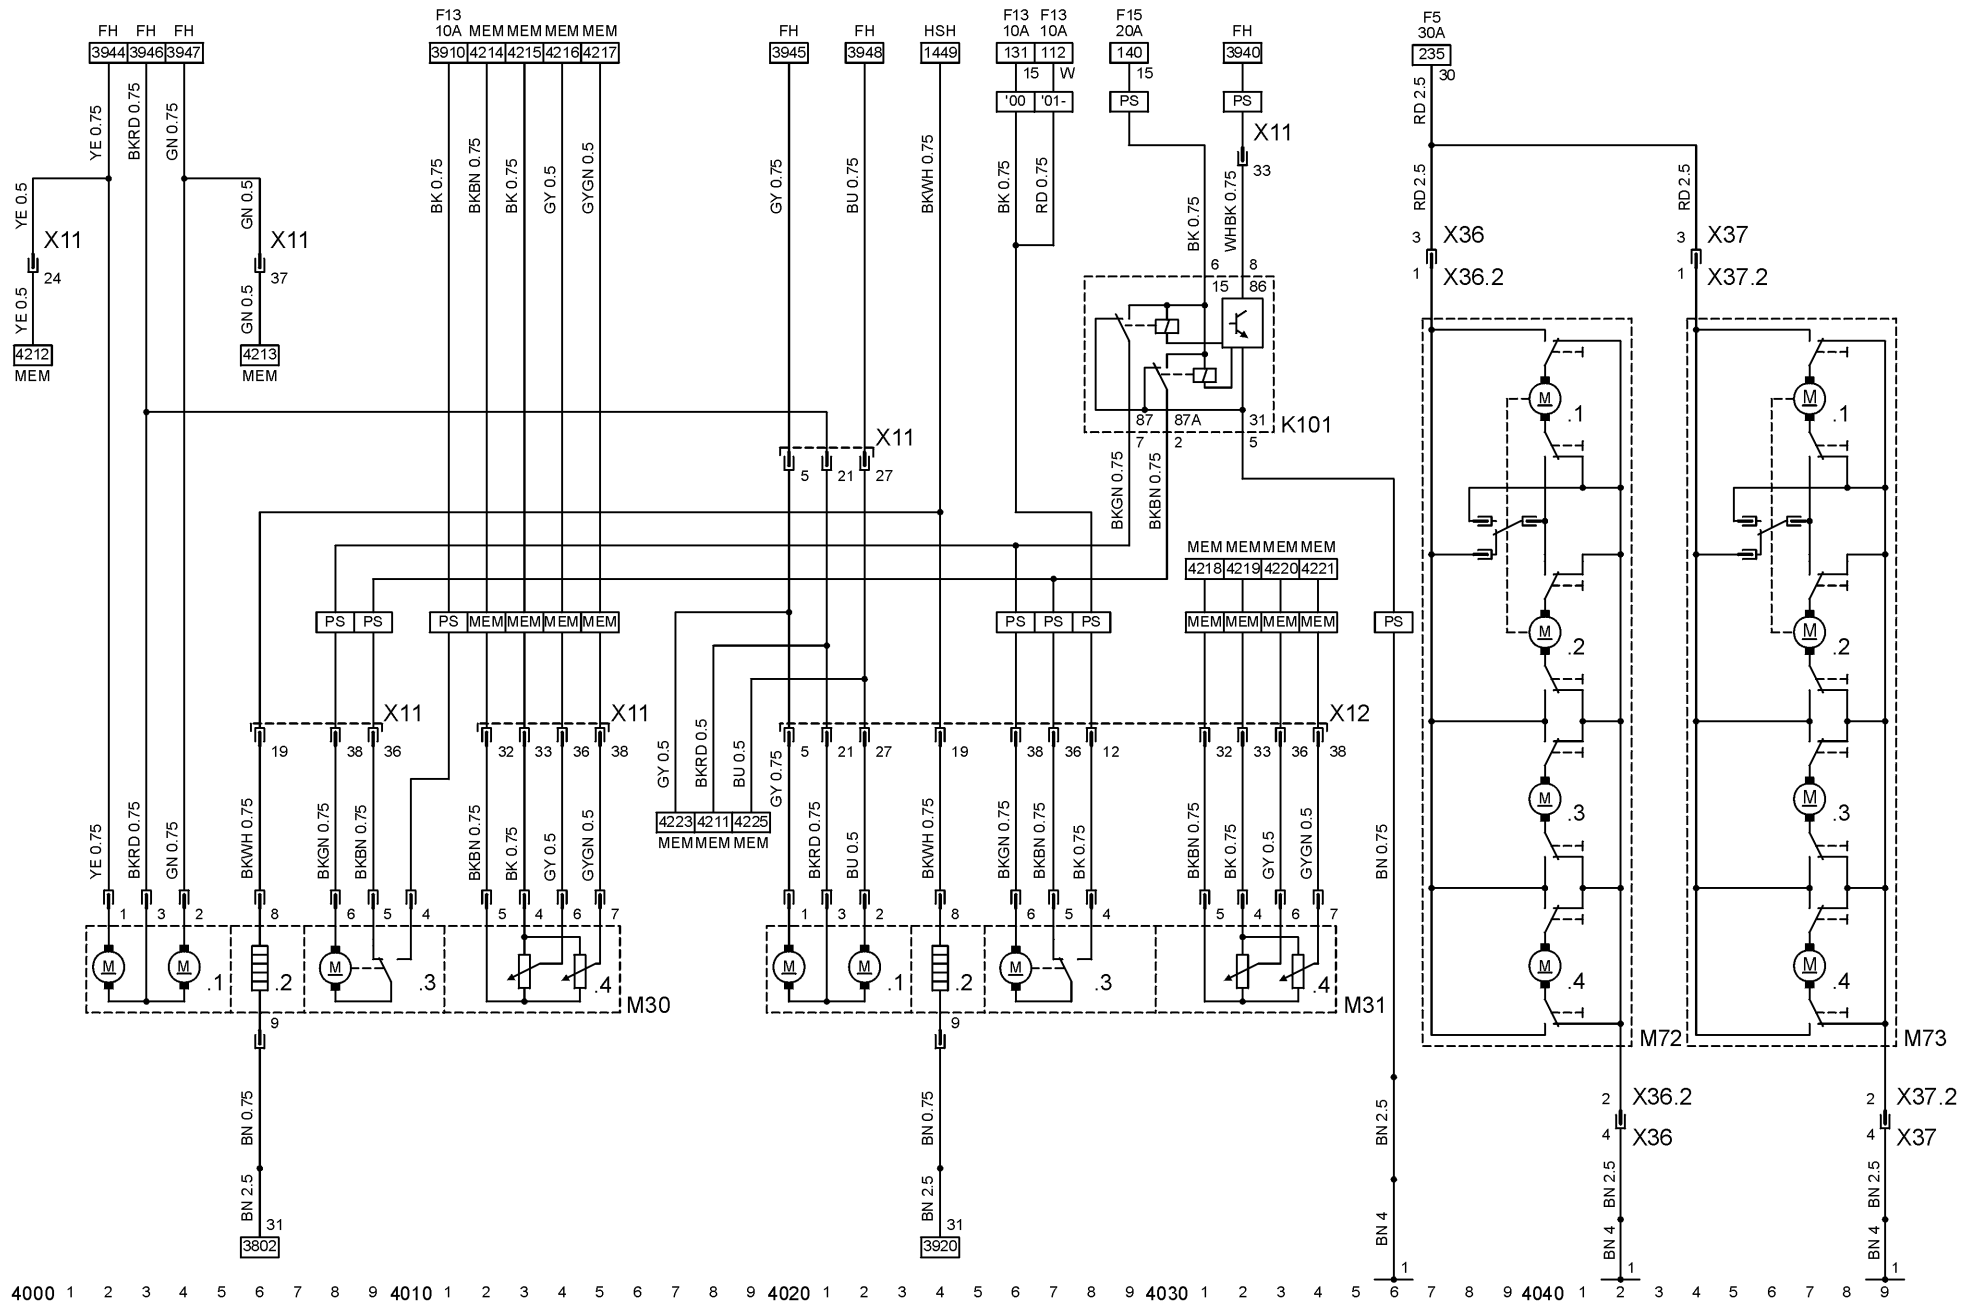 F13 F13 F13 F15 F5
FH FH FH 10A MEM MEM MEM MEM FH FH HSH 10A 10A 20A FH 30A
3944 3946 3947 3910 4214 4215 4216 4217 3945 3948 1449 131 112 140 3940 235
15 W 15 30
'00 '01- PS PS
YE 0.75 BKRD 0.75 GN 0.75 BK 0.75 BKBN 0.75 BK 0.75 GY 0.5 GYGN 0.5 GY 0.75 BU 0.75 BKWH 0.75 BK 0.75 RD 0.75 RD 2.5
X11
33
YE 0.5 GN 0.5 BK 0.75 WHBK 0.75 RD 2.5 RD 2.5
X11 X11 3 X36 3 X37
24 37 6 8 1 X36.2 1 X37.2
15 86
YE 0.5 GN 0.5
4212 4213
MEM MEM
M .1 M .1
87 87A 31 K101
7 2 5
X11
5 21 27
BKGN 0.75 BKBN 0.75
MEM MEM MEM MEM
4218 4219 4220 4221
PS PS PS MEM MEM MEM MEM PS PS PS MEM MEM MEM MEM PS
M .2 M .2
X11 X11 X12
19 38 36 32 33 36 38 5 21 27 19 38 36 12 32 33 36 38
GY 0.5 BKRD 0.5 BU 0.5 GY 0.75
M .3 M .3
4223 4211 4225
MEM MEM MEM
YE 0.75 BKRD 0.75 GN 0.75 BKWH 0.75 BKGN 0.75 BKBN 0.75 BKBN 0.75 BK 0.75 GY 0.5 GYGN 0.5 BKRD 0.75 BU 0.5 BKWH 0.75 BKGN 0.75 BKBN 0.75 BK 0.75 BKBN 0.75 BK 0.75 GY 0.5 GYGN 0.5 BN 0.75
1 3 2 8 6 5 4 5 4 6 7 1 3 2 8 6 5 4 5 4 6 7
M M .1 .2 M .3 .4 M30 M M .1 .2 M .3 .4 M31 M .4 M .4
9 9 M72 M73
BN 0.75 BN 0.75 BN 2.5
2 X36.2 2 X37.2
4 X36 4 X37
BN 2.5 BN 2.5 BN 2.5 BN 2.5
31 31 BN 4 BN 4 BN 4
3802 3920
1 1 1
4000 1 2 3 4 5 6 7 8 9 4010 1 2 3 4 5 6 7 8 9 4020 1 2 3 4 5 6 7 8 9 4030 1 2 3 4 5 6 7 8 9 4040 1 2 3 4 5 6 7 8 9